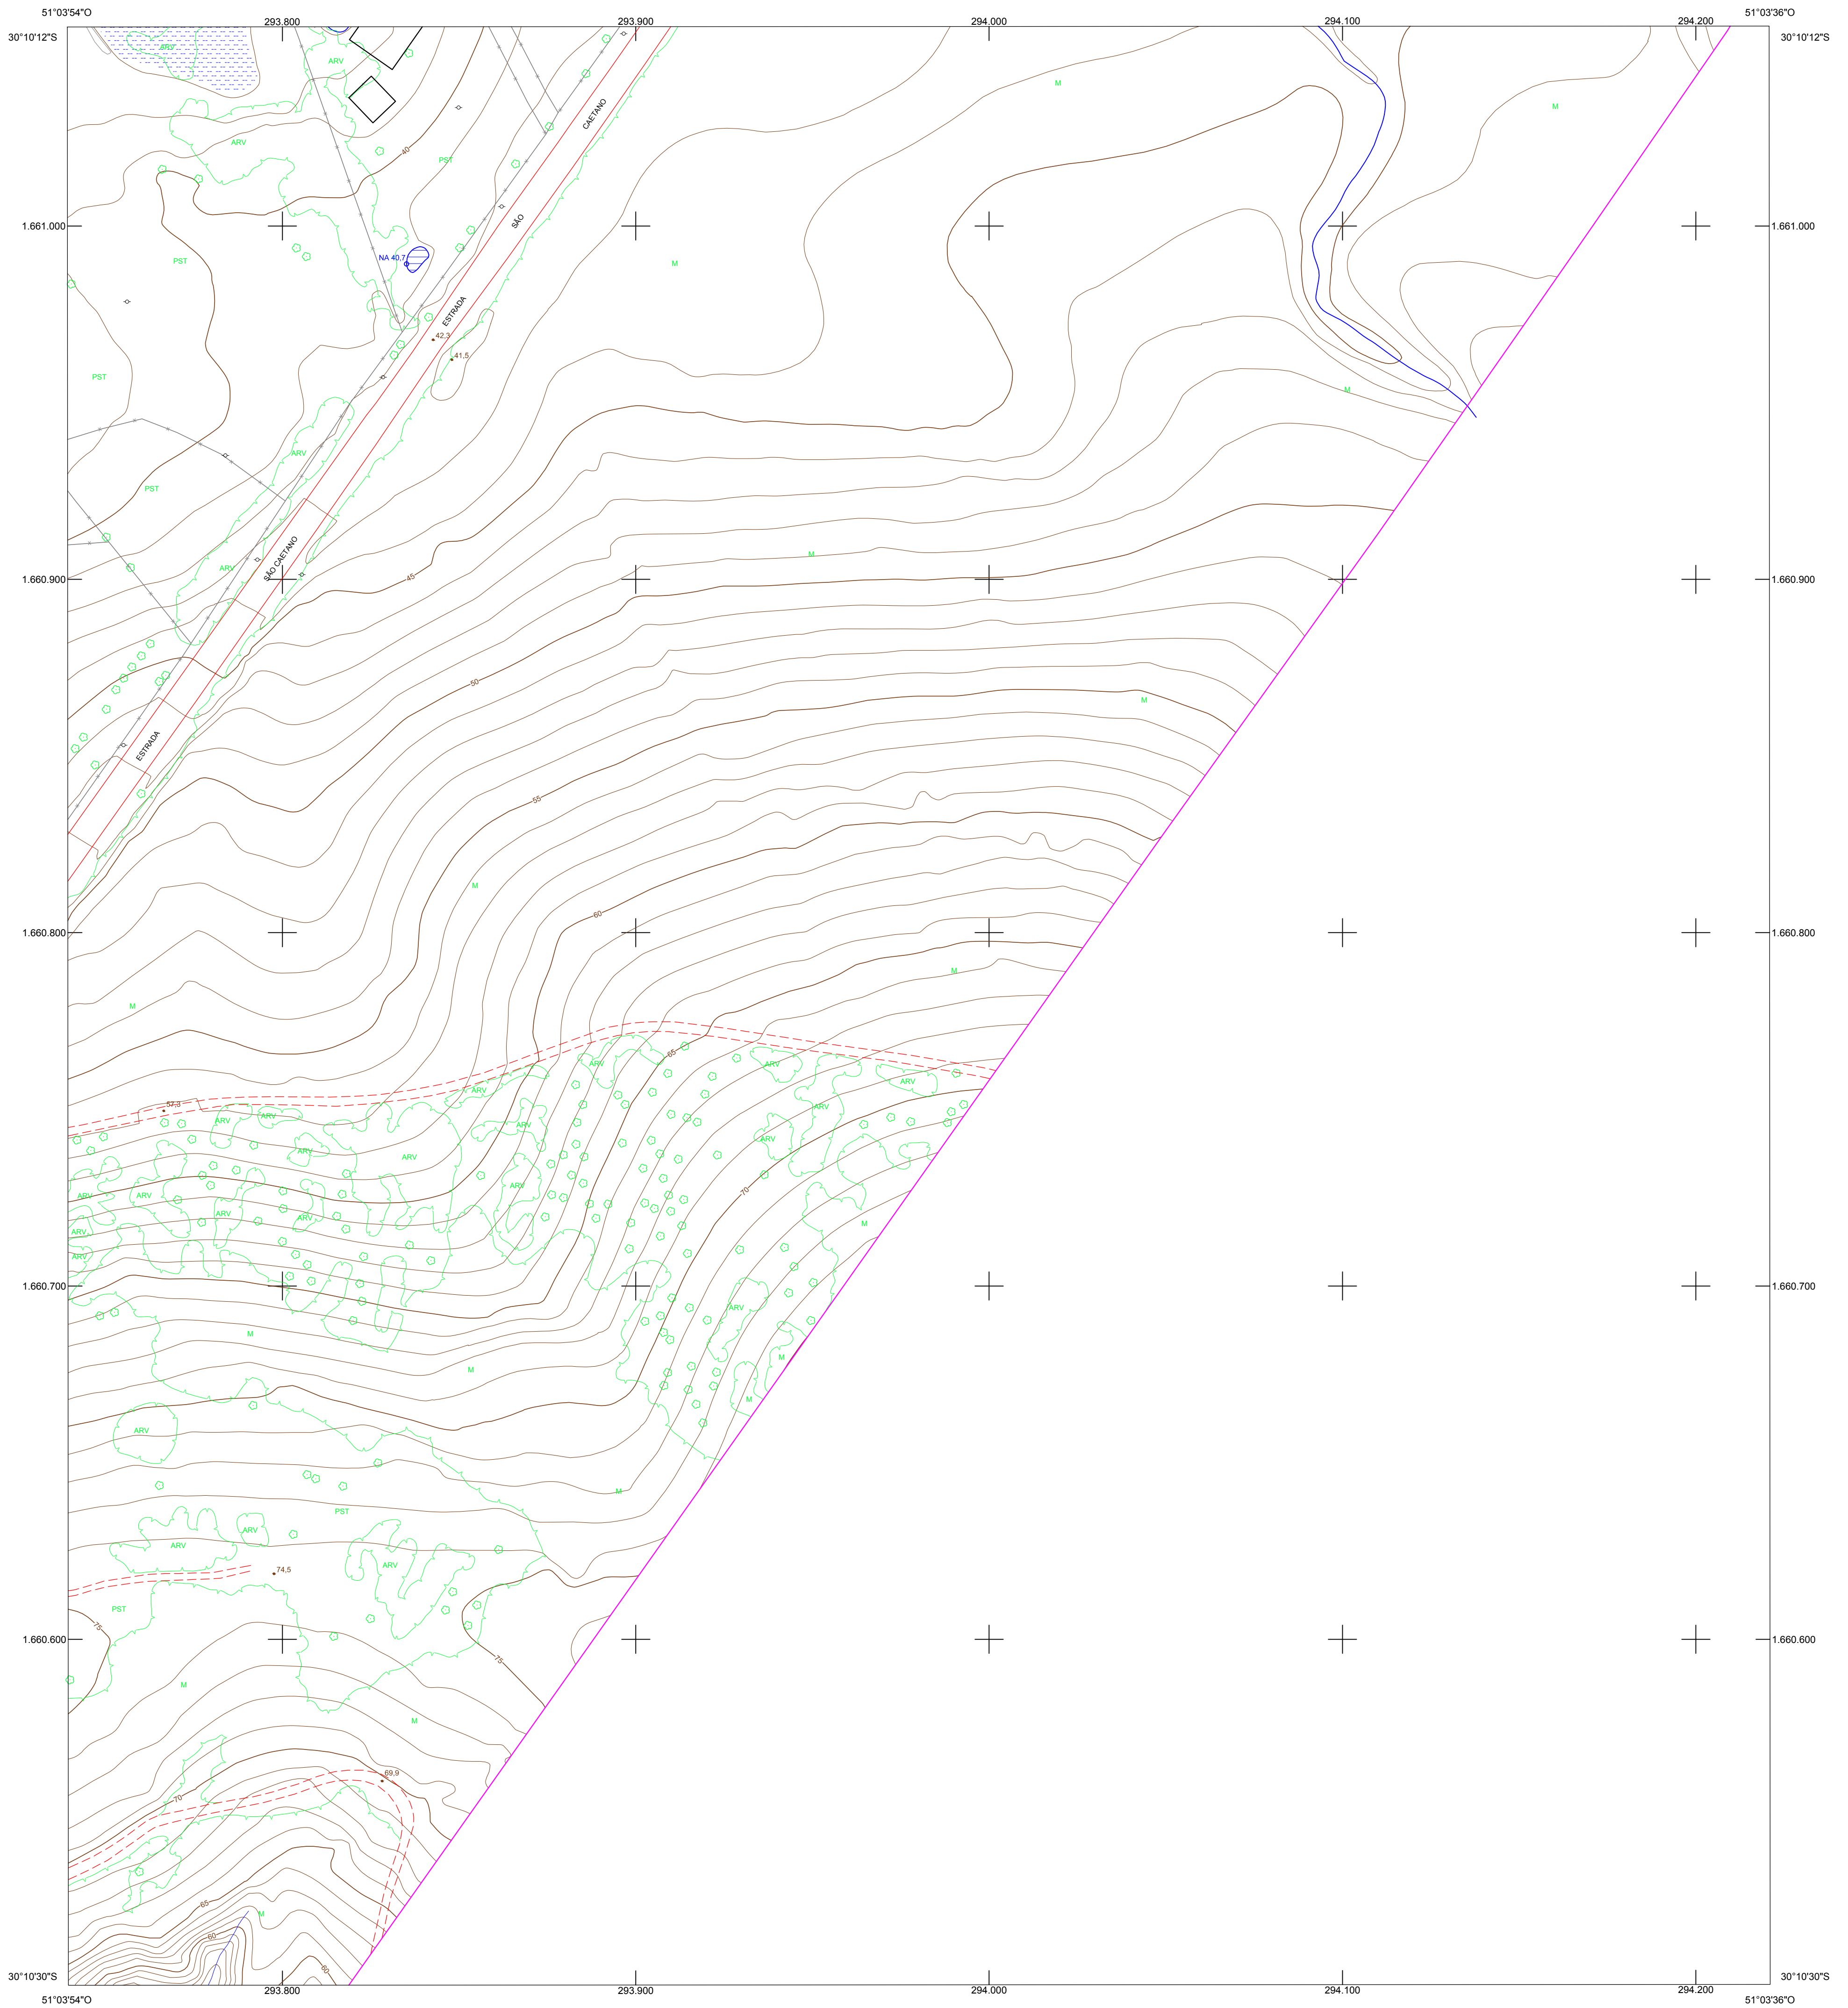 51°03'54"O
293.800
293.900
294.000
294.100
294.200
51°03'36"O
30°10'12"S
30°10'12"S
ARV
ARV
M
M
CAETANO
ARV
40
PST
SÃO
1.661.000
1.661.000
PST
NA 40,7
M
ESTRADA
42,3
41,5
PST
M
ARV
PST
SÃO CAETANO
M
ARV
45
1.660.900
1.660.900
50
M
ESTRADA
55
M
60
1.660.800
1.660.800
M
M
65
ARV
ARV
ARV
ARV
57,3
ARV
ARV
ARV
ARV
ARV
ARV
ARV
ARV
70
ARV
ARV
ARV
ARV
ARV
M
ARV
ARV
1.660.700
1.660.700
ARV
M
M
M
M
ARV
M
PST
ARV
ARV
ARV
74,5
PST
75
1.660.600
1.660.600
75
M
M
69,9
70
65
M
60
60
30°10'30"S
30°10'30"S
293.800
293.900
294.000
294.100
294.200
51°03'54"O
51°03'36"O